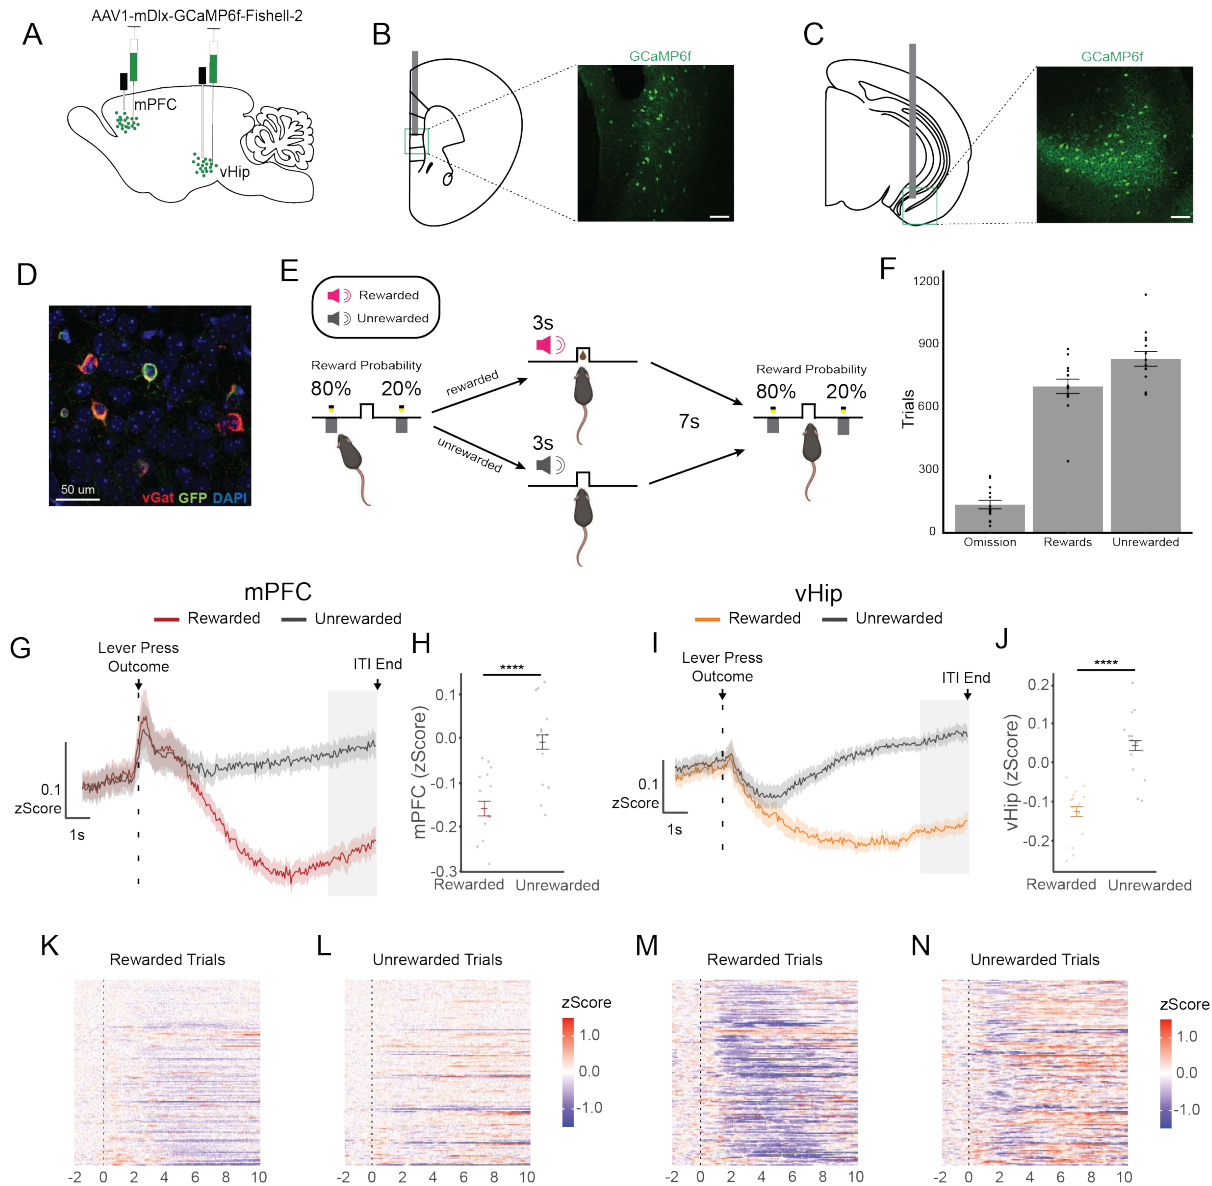 A
AAV1-mDlx-GCaMP6f-Fishell-2
mPFC
vHip
B
GCaMP6f
C
GCaMP6f
D
50 um
vGat GFP DAPI
E
Rewarded
Unrewarded
Reward Probability
80% 20%
rewarded
unrewarded
3s
3s
7s
Reward Probability
80% 20%
F
Trials
1200
900
600
300
0
Omission Rewards Unrewarded
mPFC
Rewarded Unrewarded
G
Lever Press
Outcome
ITI End
0.1
zScore
1s
H
****
mPFC (zScore)
0.1
0.0
-0.1
-0.2
-0.3
Rewarded Unrewarded
vHip
Rewarded Unrewarded
I
Lever Press
Outcome
ITI End
0.1
zScore
1s
J
****
vHip (zScore)
0.2
0.1
0.0
-0.1
-0.2
Rewarded Unrewarded
K
Rewarded Trials
-2 0 2 4 6 8 10
L
Unrewarded Trials
-2 0 2 4 6 8 10
zScore
1.0
0.0
-1.0
M
Rewarded Trials
-2 0 2 4 6 8 10
N
Unrewarded Trials
-2 0 2 4 6 8 10
zScore
1.0
0.0
-1.0